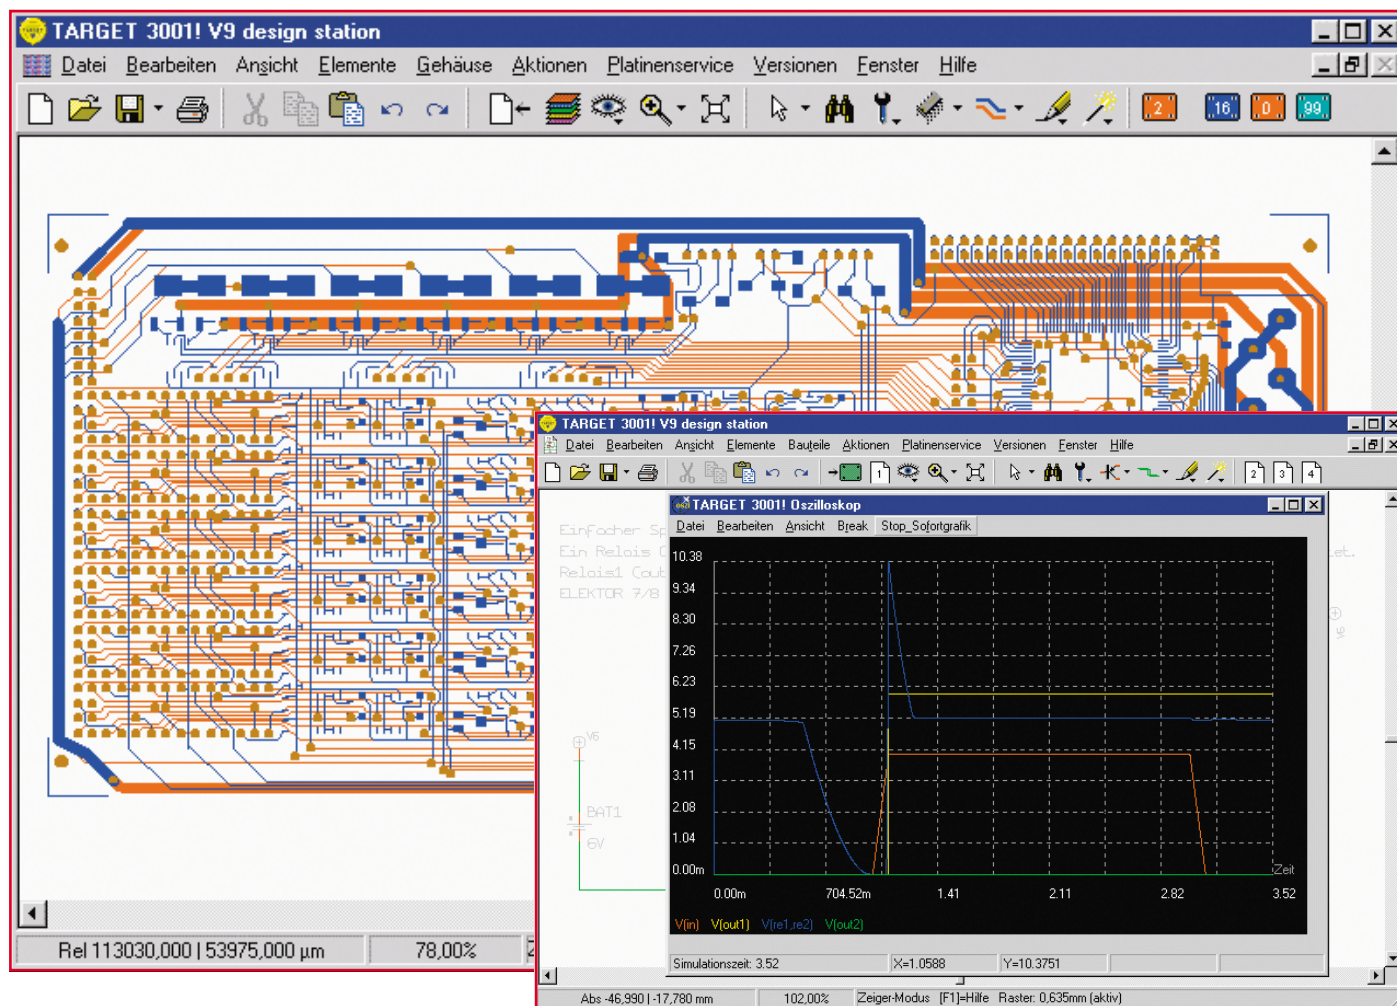 TARGET 3001! V9 design station
Datei Bearbeiten Ansicht Elemente Gehäuse Aktionen Platinenservice Versionen Fenster Hilfe
2 16 0 99
TARGET 3001! V9 design station
Datei Bearbeiten Ansicht Elemente Bauteile Aktionen Platinenservice Versionen Fenster Hilfe
1 2 3 4
TARGET 3001! Oszilloskop
Datei Bearbeiten Ansicht Break Stop_Sofortgrafik
Einfacher
Ein Relais
Relais1
ELEKTOR 7/8
let.
V6
10.38
9.34
8.30
7.26
6.23
5.19
4.15
3.11
2.08
1.04
0.00m
Zeit
0.00m 704.52m 1.41 2.11 2.82 3.52
V(in) V(out1) V(re1,re2) V(out2)
V6
BAT1
6V
Simulationszeit: 3.52 X=1.0588 Y=10.3751
Rel 113030,000 | 53975,000 µm 78,00%
Abs -46,990 | -17,780 mm 102,00% Zeiger-Modus [F1]=Hilfe Raster: 0,635mm (aktiv)